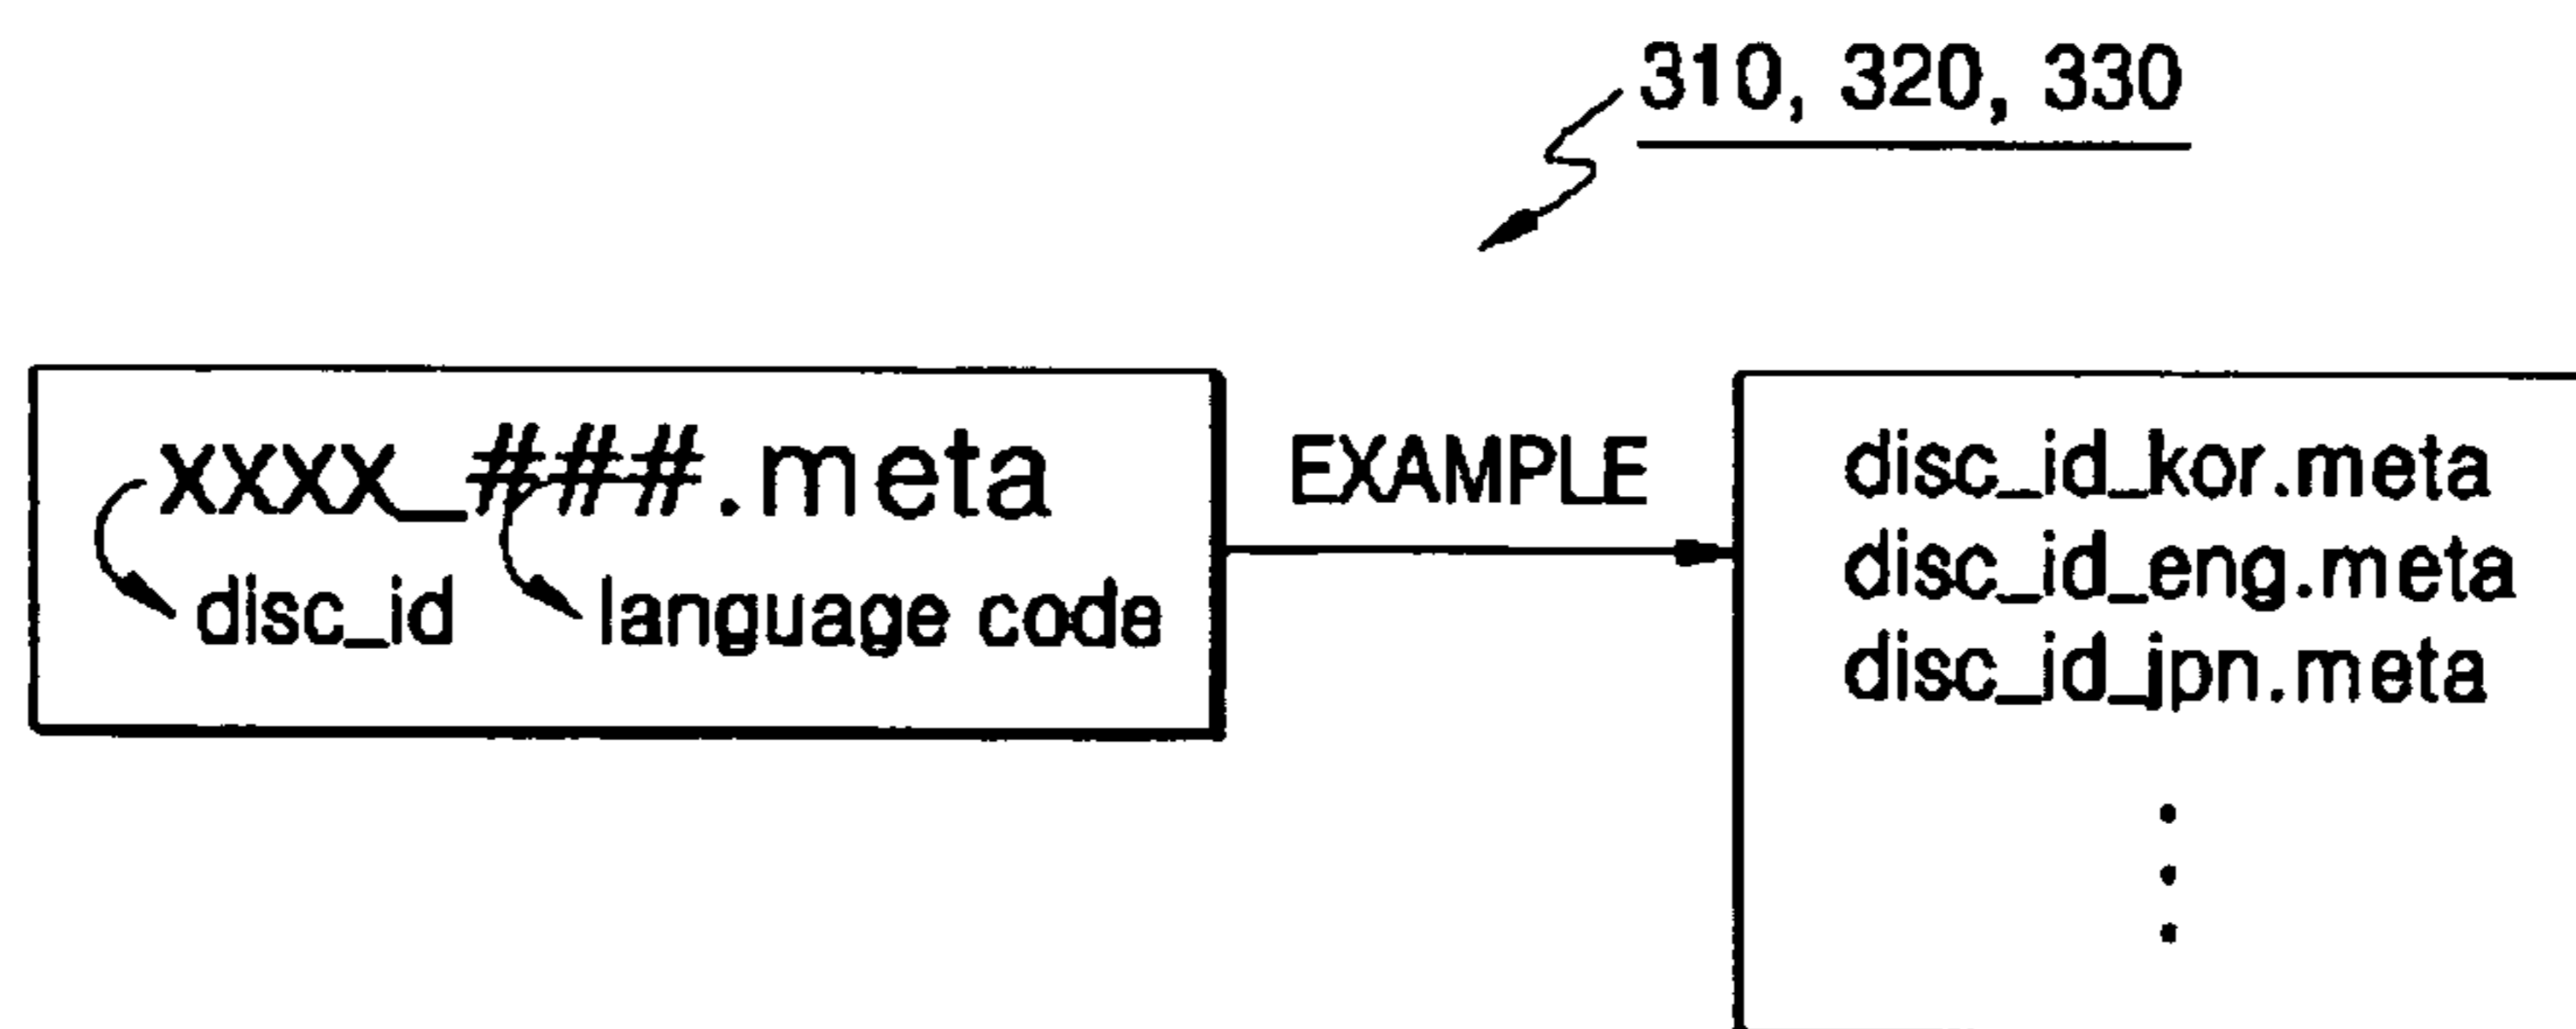 310, 320, 330
xxxx_###.meta
disc_id
language code
EXAMPLE
disc_id_kor.meta
disc_id_eng.meta
disc_id_jpn.meta